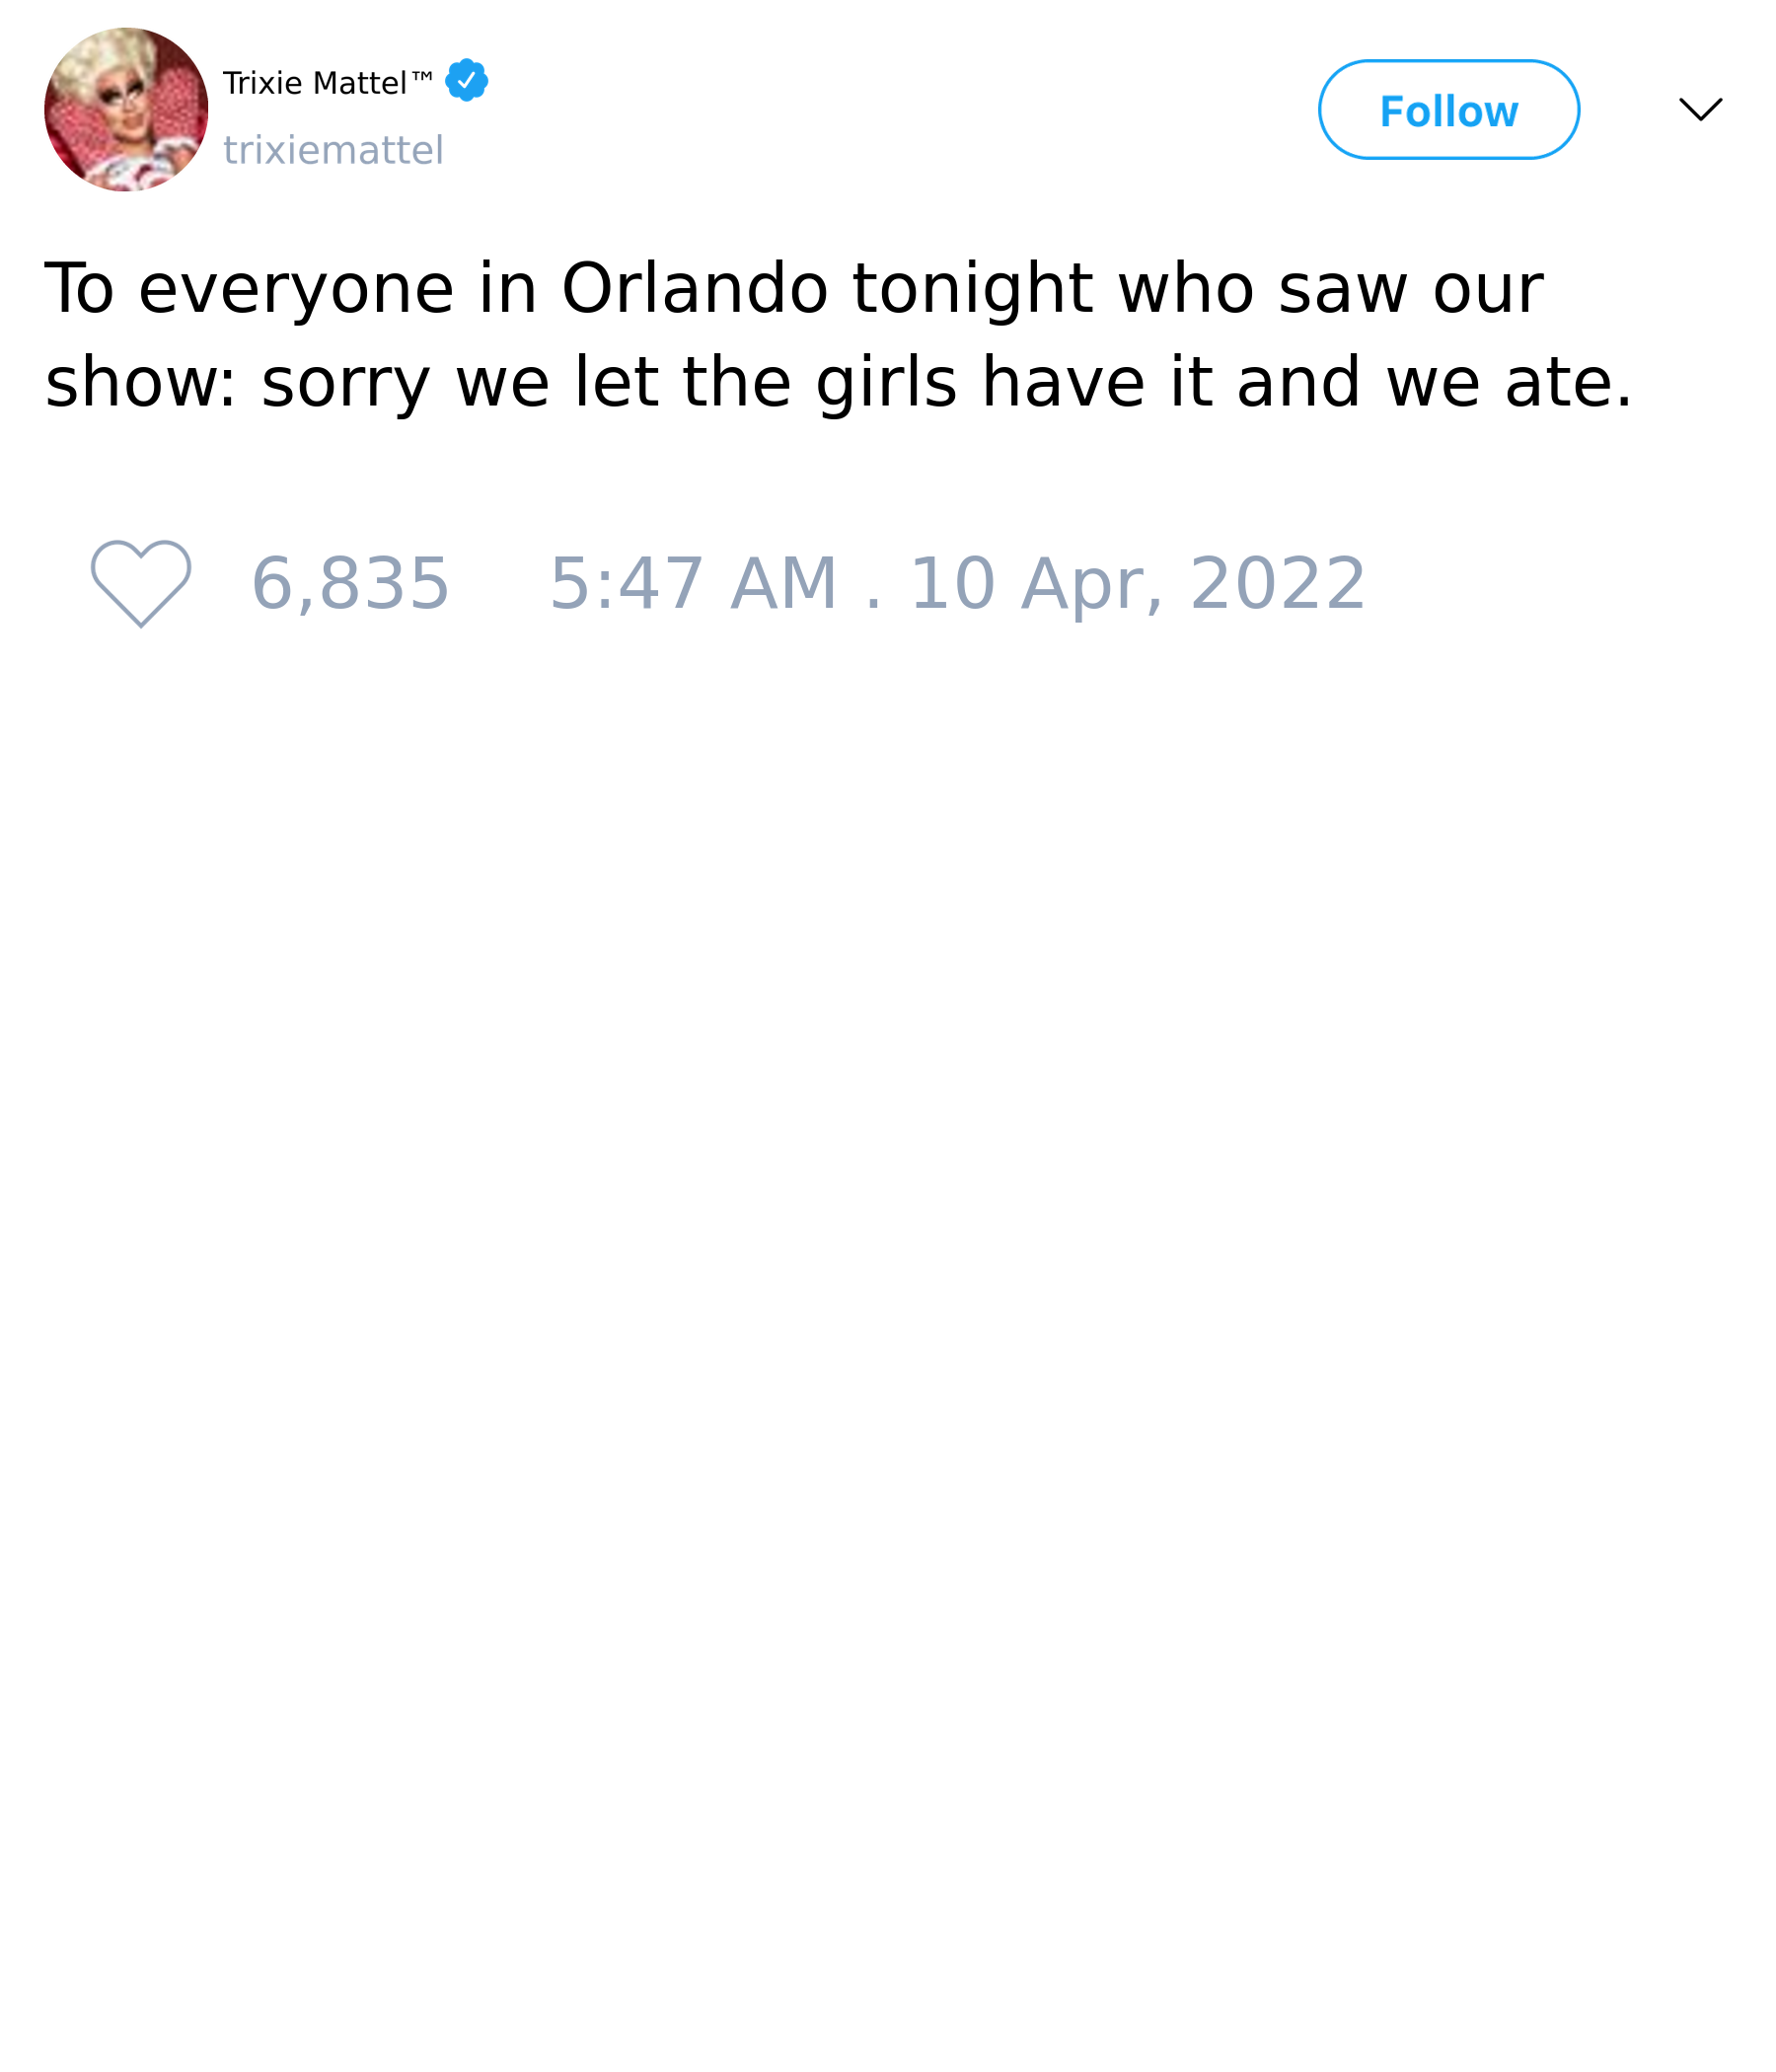 Trixie Mattel™
trixiemattel
Follow
To everyone in Orlando tonight who saw our
show: sorry we let the girls have it and we ate.
6,835 5:47 AM . 10 Apr, 2022